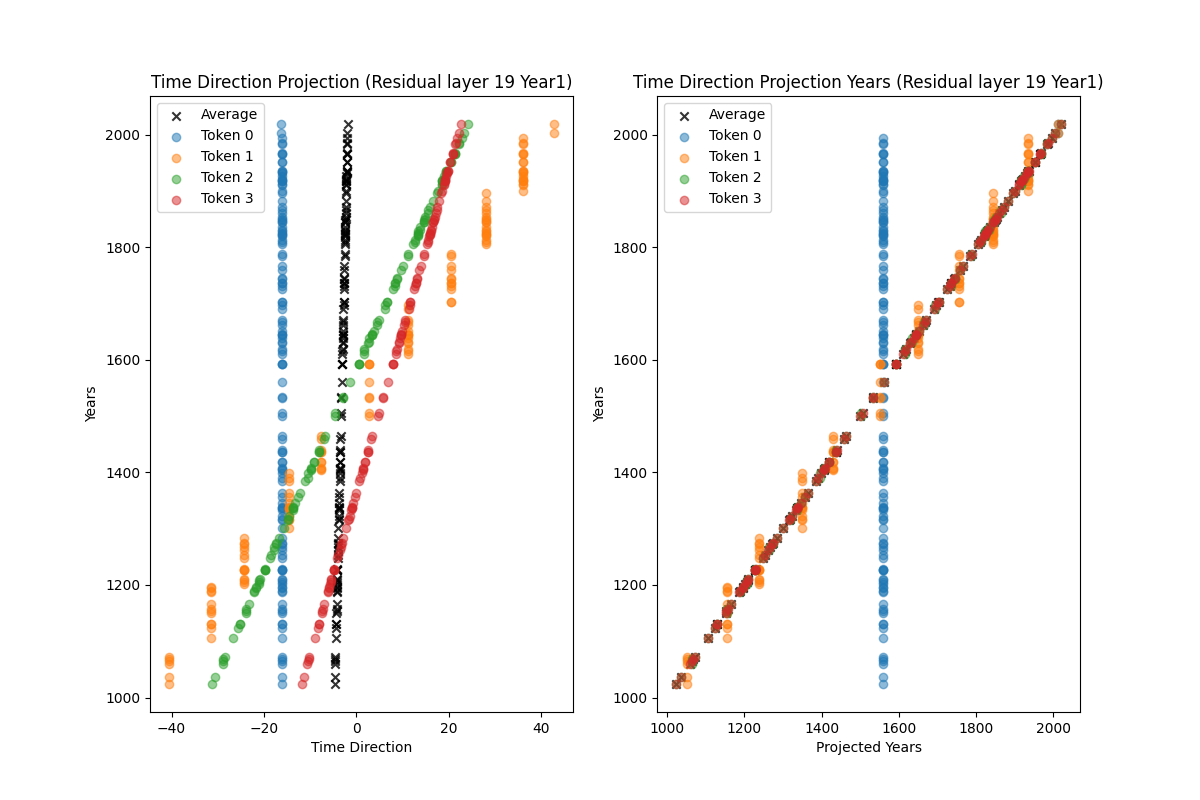 Time Direction Projection (Residual layer 19 Year1)
Average
Token 0
Token 1
Token 2
Token 3
2000
1800
1600
1400
1200
1000
Years
−40
−20
0
20
40
Time Direction
Time Direction Projection Years (Residual layer 19 Year1)
Average
Token 0
Token 1
Token 2
Token 3
2000
1800
1600
1400
1200
1000
Years
1000
1200
1400
1600
1800
2000
Projected Years